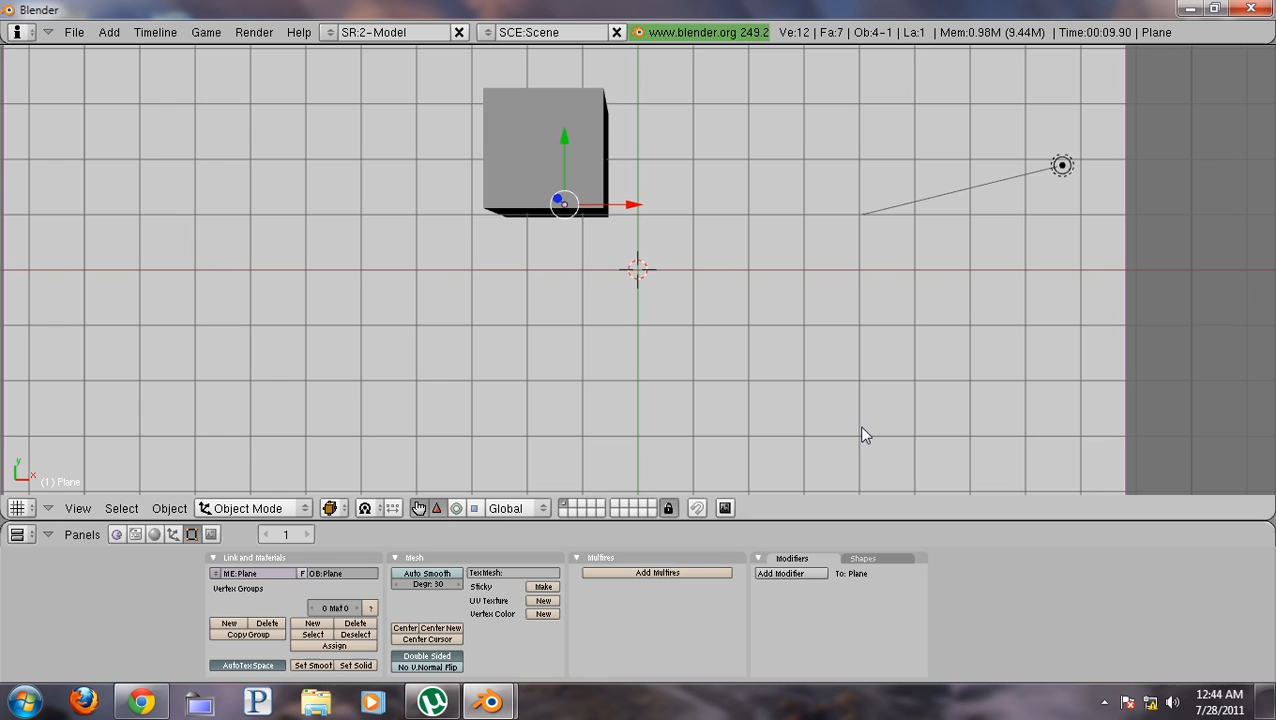 Blender
File Add Timeline Game Render Help SR:2-Model SCE:Scene www.blender.org 249.2 Ve:12 | Fa:7 | Ob:4-1 | La:1 | Mem:0.98M (9.44M) | Time:00:09.90 | Plane
y
x
(1) Plane
View Select Object Object Mode Global
Panels 1
Link and Materials Mesh Multires Modifiers Shapes
ME:Plane F OB:Plane Auto Smooth TexMesh: Add Multires Add Modifier To: Plane
Degr: 30
Vertex Groups Sticky Make
UV Texture New
0 Mat 0 ? Vertex Color New
New Delete New Delete Center Center New
Copy Group Select Deselect Center Cursor
Assign
Double Sided
AutoTexSpace Set Smoot Set Solid No V.Normal Flip
P
12:44 AM
7/28/2011